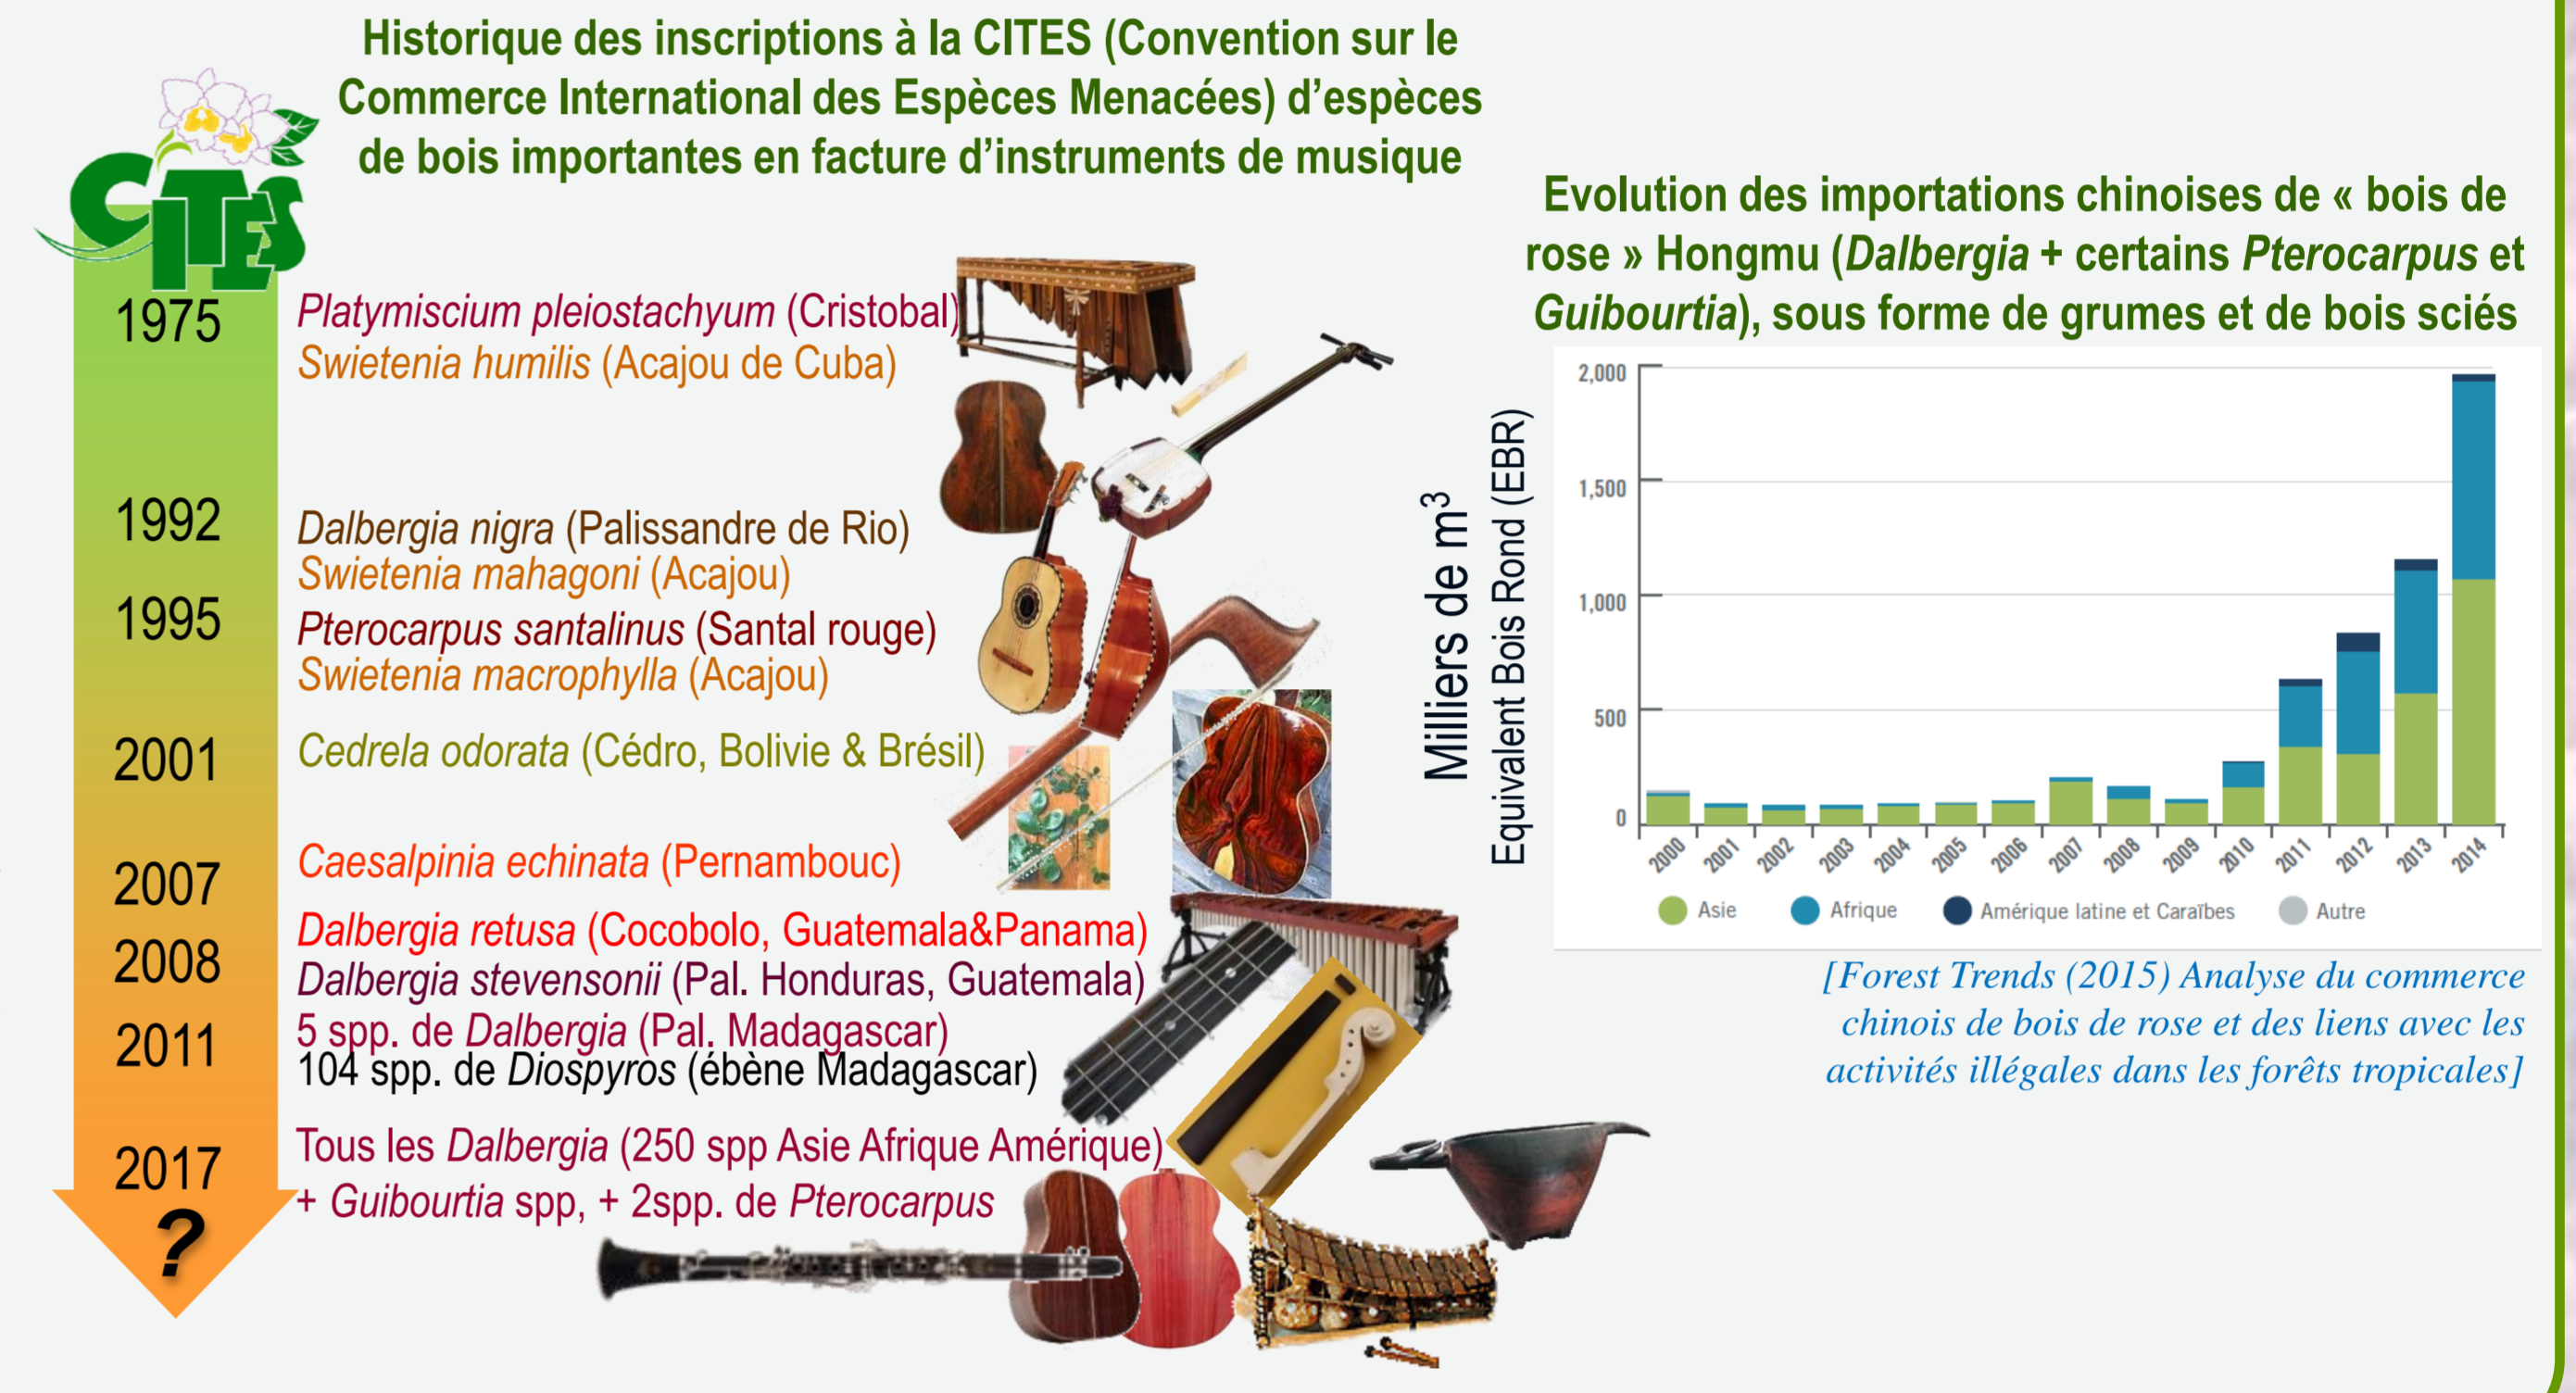 Historique des inscriptions à la CITES (Convention sur le
Commerce International des Espèces Menacées) d’espèces
de bois importantes en facture d’instruments de musique
CITES
1975
Platymiscium pleiostachyum (Cristobal)
Swietenia humilis (Acajou de Cuba)
1992
Dalbergia nigra (Palissandre de Rio)
Swietenia mahagoni (Acajou)
1995
Pterocarpus santalinus (Santal rouge)
Swietenia macrophylla (Acajou)
2001
Cedrela odorata (Cédro, Bolivie & Brésil)
2007
Caesalpinia echinata (Pernambouc)
2008
Dalbergia retusa (Cocobolo, Guatemala&Panama)
Dalbergia stevensonii (Pal. Honduras, Guatemala)
2011
5 spp. de Dalbergia (Pal. Madagascar)
104 spp. de Diospyros (ébène Madagascar)
2017
Tous les Dalbergia (250 spp Asie Afrique Amérique)
+ Guibourtia spp, + 2spp. de Pterocarpus
?
Evolution des importations chinoises de « bois de
rose » Hongmu (Dalbergia + certains Pterocarpus et
Guibourtia), sous forme de grumes et de bois sciés
Milliers de m³
Equivalent Bois Rond (EBR)
2,000
1,500
1,000
500
0
2000 2001 2002 2003 2004 2005 2006 2007 2008 2009 2010 2011 2012 2013 2014
Asie Afrique Amérique latine et Caraïbes Autre
[Forest Trends (2015) Analyse du commerce
chinois de bois de rose et des liens avec les
activités illégales dans les forêts tropicales]